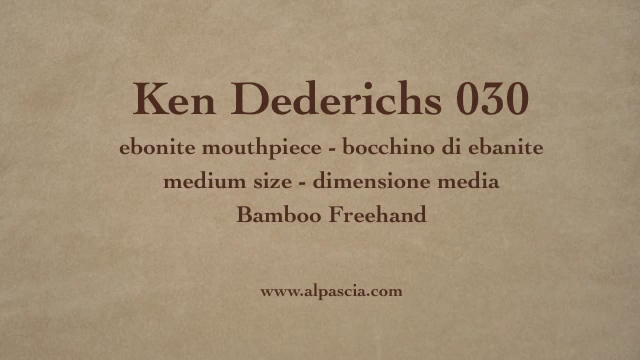 Ken Dederichs 030
ebonite mouthpiece - bocchino di ebanite
medium size - dimensione media
Bamboo Freehand
www.alpascia.com